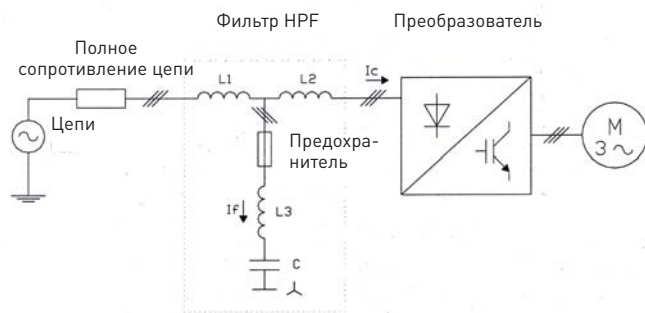 Фильтр HPF
Преобразователь
Полное
сопротивление цепи
L1
L2
Ic
Цепи
Предохра-
нитель
M
3 ~
If
L3
C